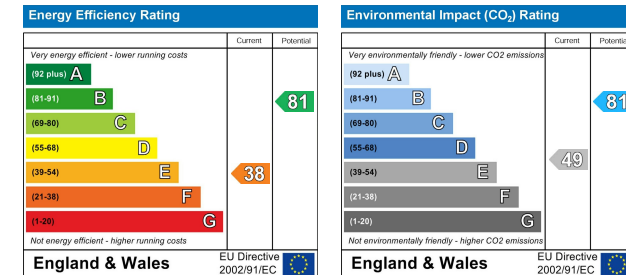 Energy Efficiency Rating
Current Potential
Very energy efficient - lower running costs
(92 plus) A
(81-91) B
81
(69-80) C
(55-68) D
(39-54) E
38
(21-38) F
(1-20) G
Not energy efficient - higher running costs
England & Wales
EU Directive
2002/91/EC
Environmental Impact (CO₂) Rating
Current Potential
Very environmentally friendly - lower CO2 emissions
(92 plus) A
(81-91) B
81
(69-80) C
(55-68) D
(39-54) E
49
(21-38) F
(1-20) G
Not environmentally friendly - higher CO2 emissions
England & Wales
EU Directive
2002/91/EC